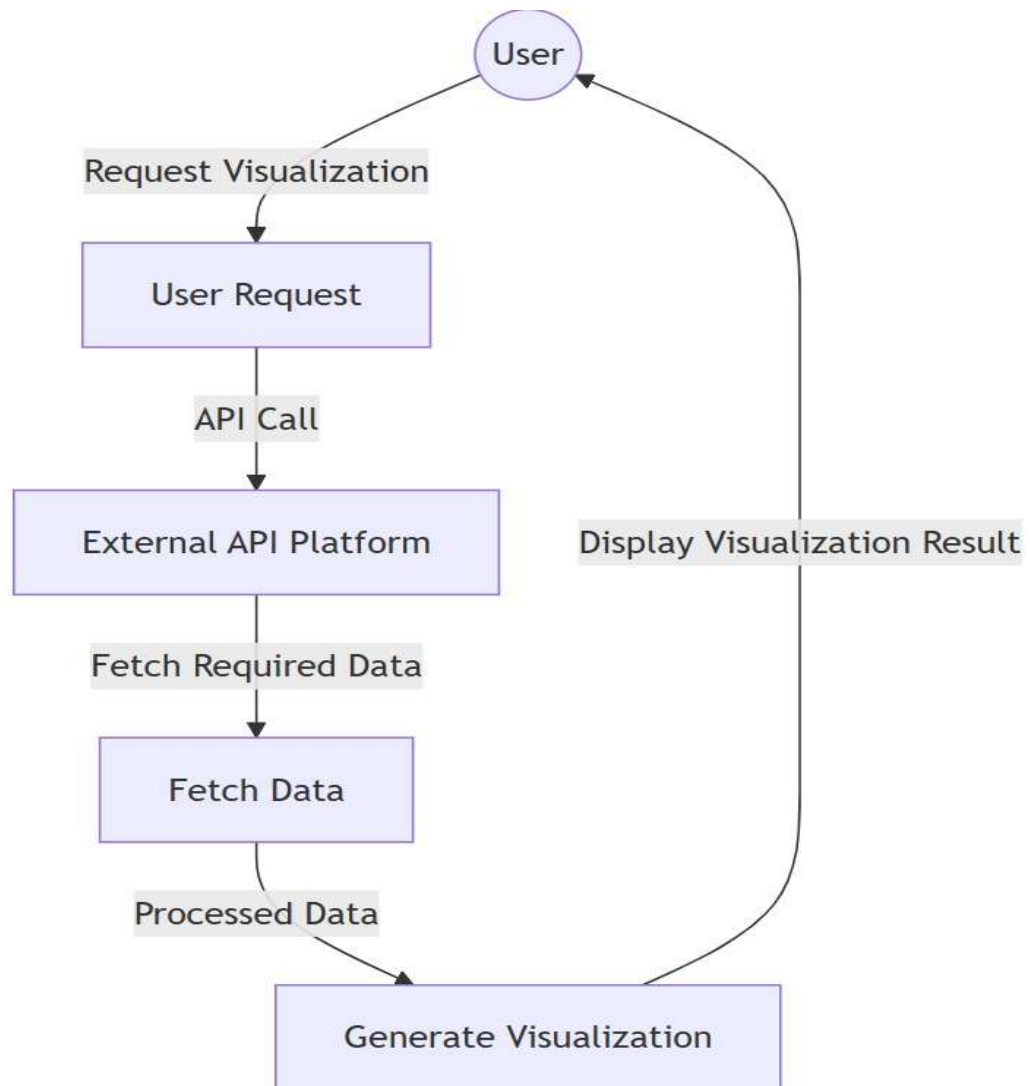 User
Request Visualization
User Request
API Call
External API Platform
Display Visualization Result
Fetch Required Data
Fetch Data
Processed Data
Generate Visualization